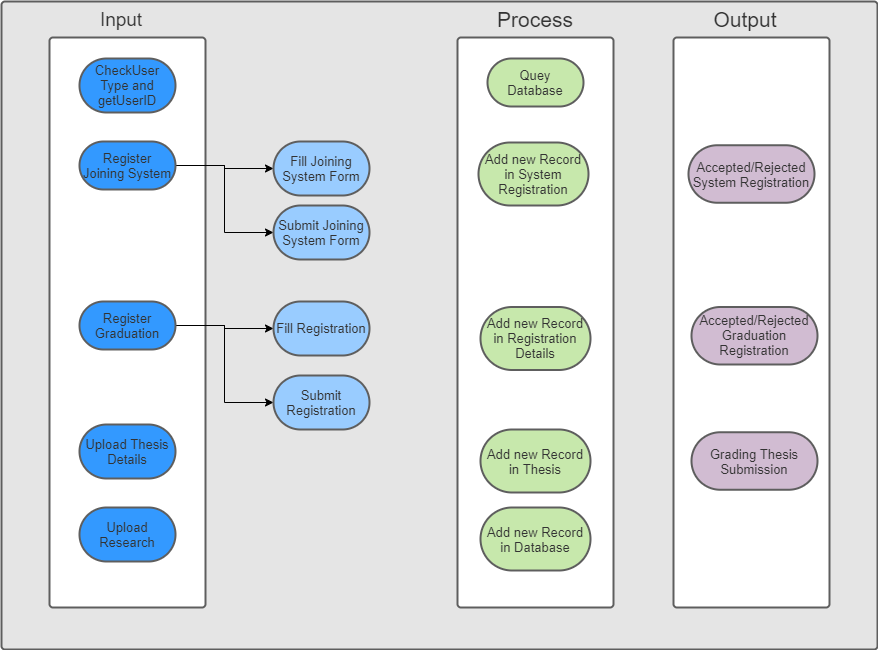 Input
CheckUser
Type and
getUserID
Register
Joining System
Fill Joining
System Form
Submit Joining
System Form
Register
Graduation
Fill Registration
Submit
Registration
Upload Thesis
Details
Upload
Research
Process
Quey
Database
Add new Record
in System
Registration
Add new Record
in Registration
Details
Add new Record
in Thesis
Add new Record
in Database
Output
Accepted/Rejected
System Registration
Accepted/Rejected
Graduation
Registration
Grading Thesis
Submission